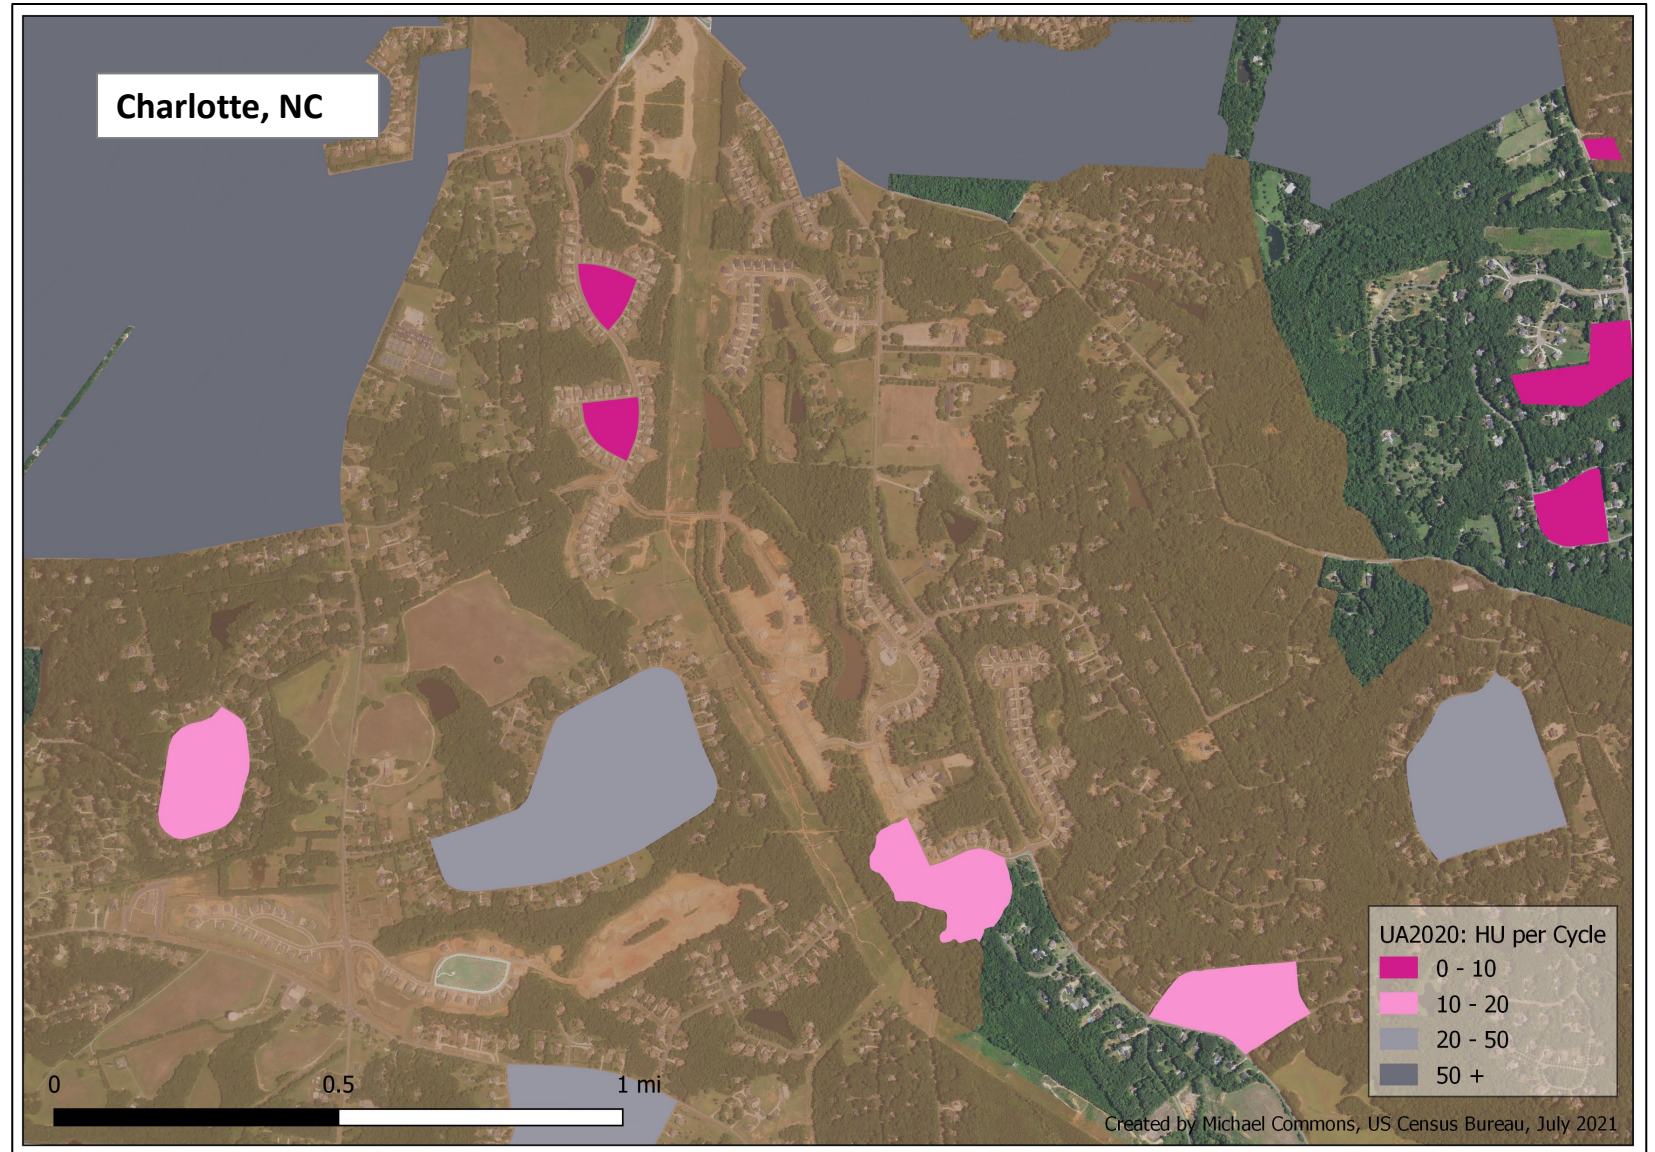 Charlotte, NC
UA2020: HU per Cycle
0 - 10
10 - 20
20 - 50
50 +
0 0.5 1 mi
Created by Michael Commons, US Census Bureau, July 2021